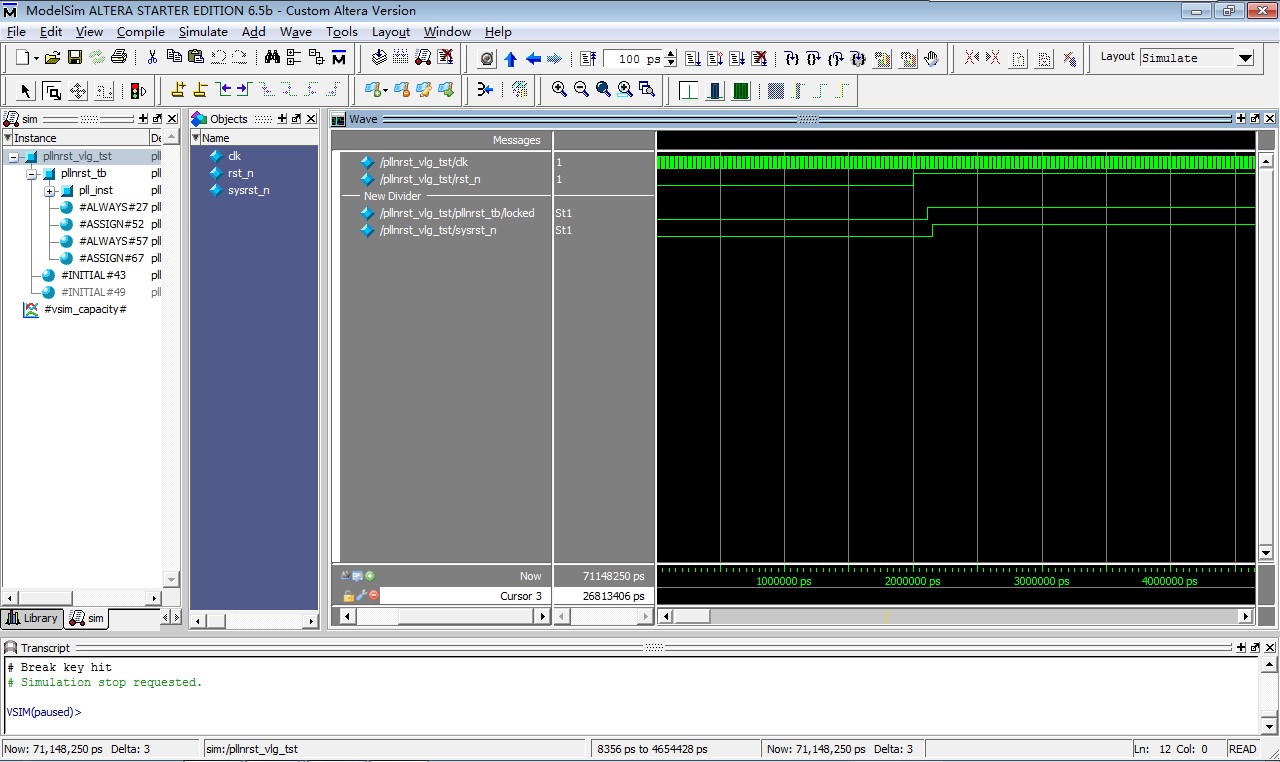 ModelSim ALTERA STARTER EDITION 6.5b - Custom Altera Version
File Edit View Compile Simulate Add Wave Tools Layout Window Help
100 ps
Layout Simulate
sim
Instance De
pllnrst_vlg_tst pll
pllnrst_tb pll
pll_inst pll
#ALWAYS#27 pll
#ASSIGN#52 pll
#ALWAYS#57 pll
#ASSIGN#67 pll
#INITIAL#43 pll
#INITIAL#49 pll
#vsim_capacity#
Library sim
Objects
Name
clk
rst_n
sysrst_n
Wave
Messages
/pllnrst_vlg_tst/clk 1
/pllnrst_vlg_tst/rst_n 1
New Divider
/pllnrst_vlg_tst/pllnrst_tb/locked St1
/pllnrst_vlg_tst/sysrst_n St1
Now 71148250 ps
1000000 ps 2000000 ps 3000000 ps 4000000 ps
Cursor 3 26813406 ps
Transcript
# Break key hit
# Simulation stop requested.
VSIM(paused)>
Now: 71,148,250 ps Delta: 3 sim:/pllnrst_vlg_tst 8356 ps to 4654428 ps Now: 71,148,250 ps Delta: 3 Ln: 12 Col: 0 READ